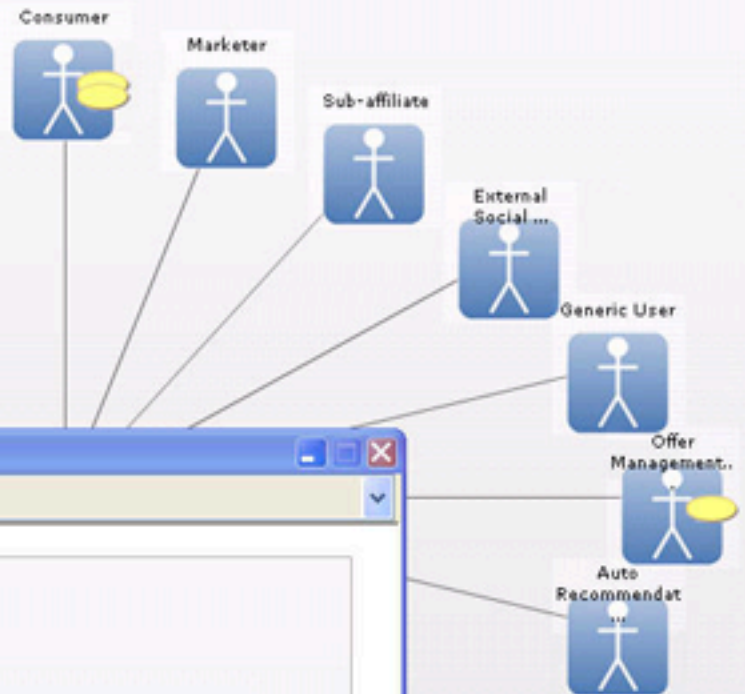 Consumer
Marketer
Sub-affiliate
External
Social ...
Generic User
Offer
Management..
Auto
Recommendat
...